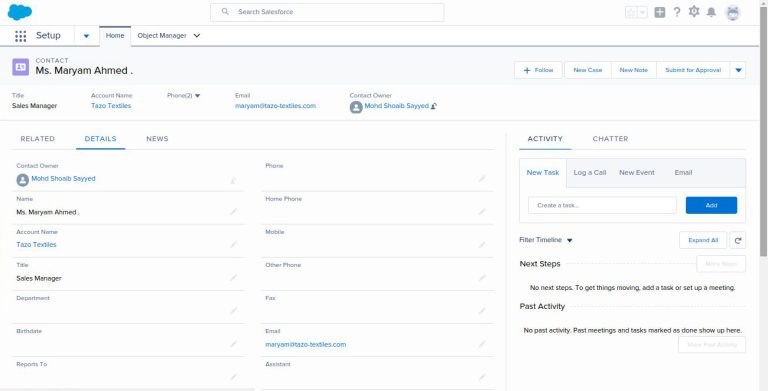 salesforce
Search Salesforce
Setup
Home
Object Manager
CONTACT
Ms. Maryam Ahmed .
+ Follow
New Case
New Note
Submit for Approval
Title
Account Name
Phone(2)
Email
Contact Owner
Sales Manager
Tazo Textiles
maryam@tazo-textiles.com
Mohd Shoaib Sayyed
RELATED
DETAILS
NEWS
Contact Owner
Mohd Shoaib Sayyed
Name
Ms. Maryam Ahmed .
Account Name
Tazo Textiles
Title
Sales Manager
Department
Birthdate
Reports To
Phone
Home Phone
Mobile
Other Phone
Fax
Email
maryam@tazo-textiles.com
Assistant
ACTIVITY
CHATTER
New Task
Log a Call
New Event
Email
Create a task...
Add
Filter Timeline
Expand All
Next Steps
More Steps
No next steps. To get things moving, add a task or set up a meeting.
Past Activity
No past activity. Past meetings and tasks marked as done show up here.
More Past Activity